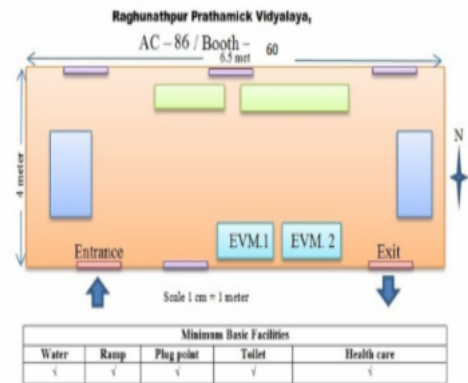 Raghunathpur Prathamick Vidyalaya,
AC – 86 / Booth – 60
6.5 met
4 meter
N
EVM.1 EVM. 2
Entrance Exit
Scale 1 cm = 1 meter
Minimum Basic Facilities
Water Ramp Plug point Toilet Health care
√ √ √ √ √